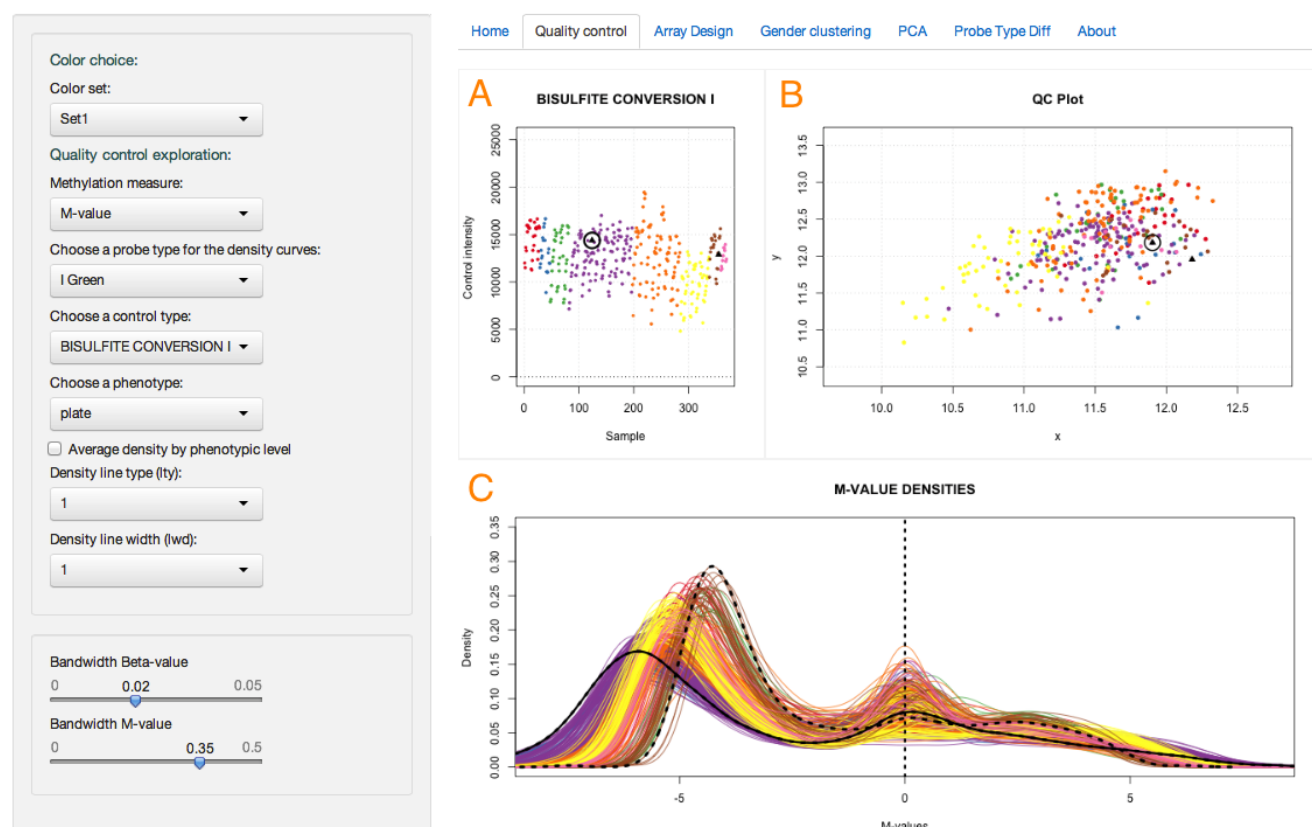 Color choice:
Color set:
Set1
Quality control exploration:
Methylation measure:
M-value
Choose a probe type for the density curves:
I Green
Choose a control type:
BISULFITE CONVERSION I
Choose a phenotype:
plate
Average density by phenotypic level
Density line type (lty):
1
Density line width (lwd):
1
Bandwidth Beta-value
0 0.02 0.05
Bandwidth M-value
0 0.35 0.5
Home Quality control Array Design Gender clustering PCA Probe Type Diff About
A
BISULFITE CONVERSION I
Control intensity
25000
20000
15000
10000
5000
0
0 100 200 300
Sample
B
QC Plot
y
13.5
13.0
12.5
12.0
11.5
11.0
10.5
10.0 10.5 11.0 11.5 12.0 12.5
x
C
M-VALUE DENSITIES
Density
0.35
0.30
0.25
0.20
0.15
0.10
0.05
0.00
-5 0 5
M-values